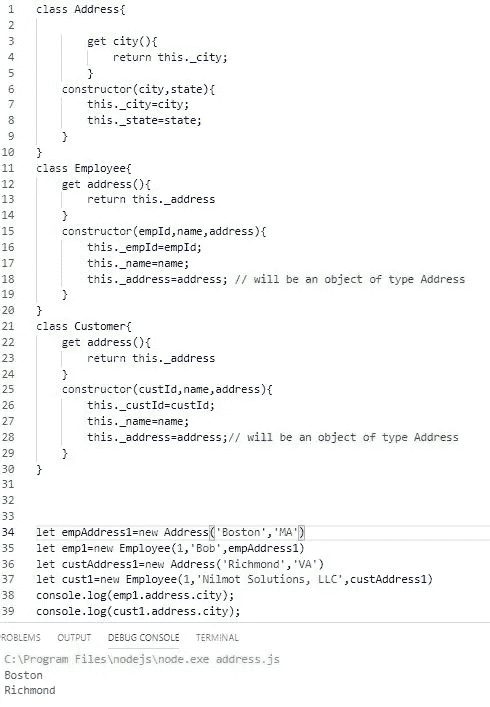 1 class Address{
2
3 get city(){
4 return this._city;
5 }
6 constructor(city,state){
7 this._city=city;
8 this._state=state;
9 }
10 }
11 class Employee{
12 get address(){
13 return this._address
14 }
15 constructor(empId,name,address){
16 this._empId=empId;
17 this._name=name;
18 this._address=address; // will be an object of type Address
19 }
20 }
21 class Customer{
22 get address(){
23 return this._address
24 }
25 constructor(custId,name,address){
26 this._custId=custId;
27 this._name=name;
28 this._address=address;// will be an object of type Address
29 }
30 }
31
32
33
34 let empAddress1=new Address('Boston','MA')
35 let emp1=new Employee(1,'Bob',empAddress1)
36 let custAddress1=new Address('Richmond','VA')
37 let cust1=new Employee(1,'Nilmot Solutions, LLC',custAddress1)
38 console.log(emp1.address.city);
39 console.log(cust1.address.city);
ROBLEMS OUTPUT DEBUG CONSOLE TERMINAL
C:\Program Files\nodejs\node.exe address.js
Boston
Richmond